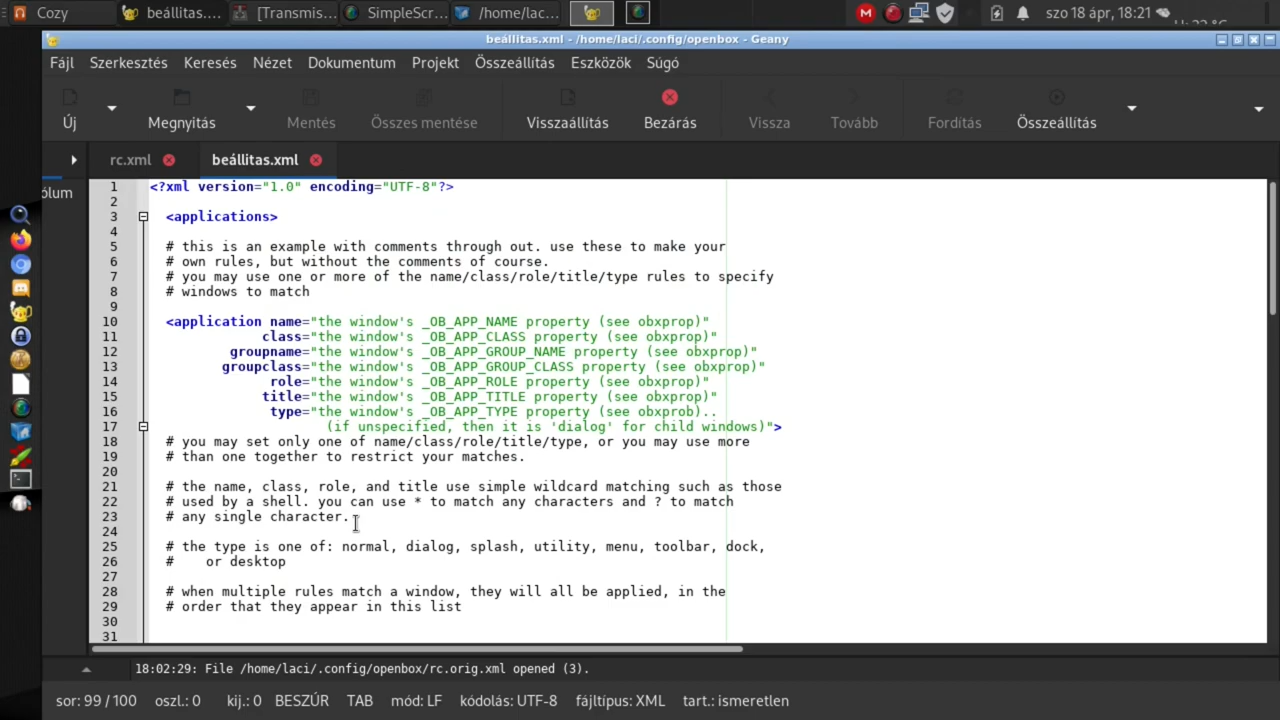 Cozy beállitas.... [Transmis... SimpleScr... /home/lac... M szo 18 ápr, 18:21
beállitas.xml - /home/laci/.config/openbox - Geany
Fájl Szerkesztés Keresés Nézet Dokumentum Projekt Összeállítás Eszközök Súgó
Új Megnyitás Mentés Összes mentése Visszaállítás Bezárás Vissza Tovább Fordítás Összeállítás
rc.xml beállitas.xml
ólum
1 <?xml version="1.0" encoding="UTF-8"?>
2
3 <applications>
4
5 # this is an example with comments through out. use these to make your
6 # own rules, but without the comments of course.
7 # you may use one or more of the name/class/role/title/type rules to specify
8 # windows to match
9
10 <application name="the window's _OB_APP_NAME property (see obxprop)"
11 class="the window's _OB_APP_CLASS property (see obxprop)"
12 groupname="the window's _OB_APP_GROUP_NAME property (see obxprop)"
13 groupclass="the window's _OB_APP_GROUP_CLASS property (see obxprop)"
14 role="the window's _OB_APP_ROLE property (see obxprop)"
15 title="the window's _OB_APP_TITLE property (see obxprop)"
16 type="the window's _OB_APP_TYPE property (see obxprob)..
17 (if unspecified, then it is 'dialog' for child windows)">
18 # you may set only one of name/class/role/title/type, or you may use more
19 # than one together to restrict your matches.
20
21 # the name, class, role, and title use simple wildcard matching such as those
22 # used by a shell. you can use * to match any characters and ? to match
23 # any single character.
24
25 # the type is one of: normal, dialog, splash, utility, menu, toolbar, dock,
26 # or desktop
27
28 # when multiple rules match a window, they will all be applied, in the
29 # order that they appear in this list
30
31
18:02:29: File /home/laci/.config/openbox/rc.orig.xml opened (3).
sor: 99 / 100 oszl.: 0 kij.: 0 BESZÚR TAB mód: LF kódolás: UTF-8 fájltípus: XML tart.: ismeretlen